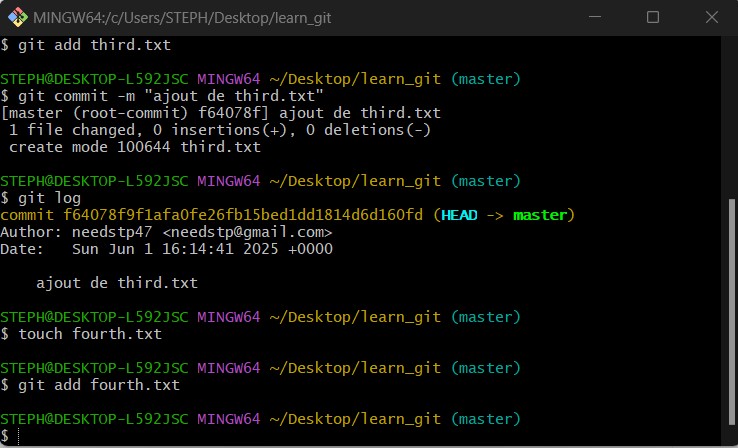 MINGW64:/c/Users/STEPH/Desktop/learn_git
$ git add third.txt
STEPH@DESKTOP-L592JSC MINGW64 ~/Desktop/learn_git (master)
$ git commit -m "ajout de third.txt"
[master (root-commit) f64078f] ajout de third.txt
 1 file changed, 0 insertions(+), 0 deletions(-)
 create mode 100644 third.txt
STEPH@DESKTOP-L592JSC MINGW64 ~/Desktop/learn_git (master)
$ git log
commit f64078f9f1afa0fe26fb15bed1dd1814d6d160fd (HEAD -> master)
Author: needstp47 <needstp@gmail.com>
Date:   Sun Jun 1 16:14:41 2025 +0000
    ajout de third.txt
STEPH@DESKTOP-L592JSC MINGW64 ~/Desktop/learn_git (master)
$ touch fourth.txt
STEPH@DESKTOP-L592JSC MINGW64 ~/Desktop/learn_git (master)
$ git add fourth.txt
STEPH@DESKTOP-L592JSC MINGW64 ~/Desktop/learn_git (master)
$